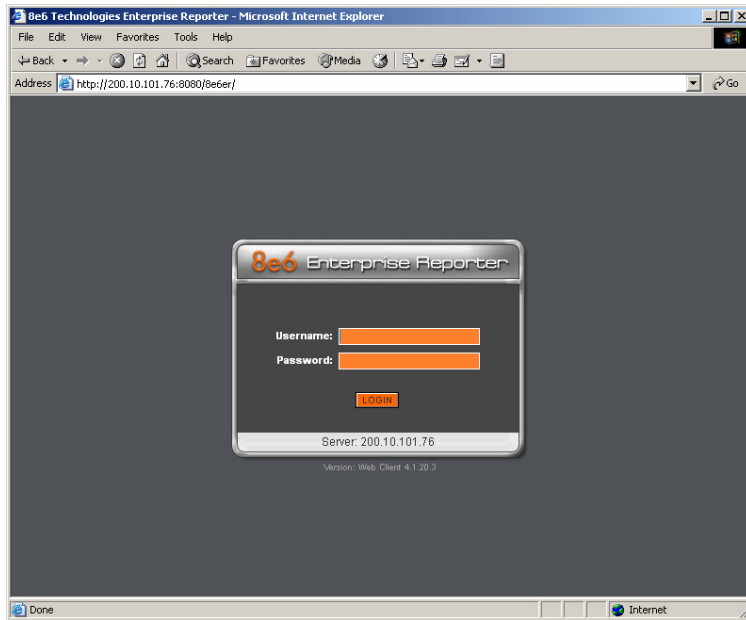 8e6 Technologies Enterprise Reporter - Microsoft Internet Explorer
File Edit View Favorites Tools Help
Back Search Favorites Media
Address http://200.10.101.76:8080/8e6er/ Go
8e6 Enterprise Reporter
Username:
Password:
LOGIN
Server: 200.10.101.76
Version: Web Client 4.1.20.3
Done Internet